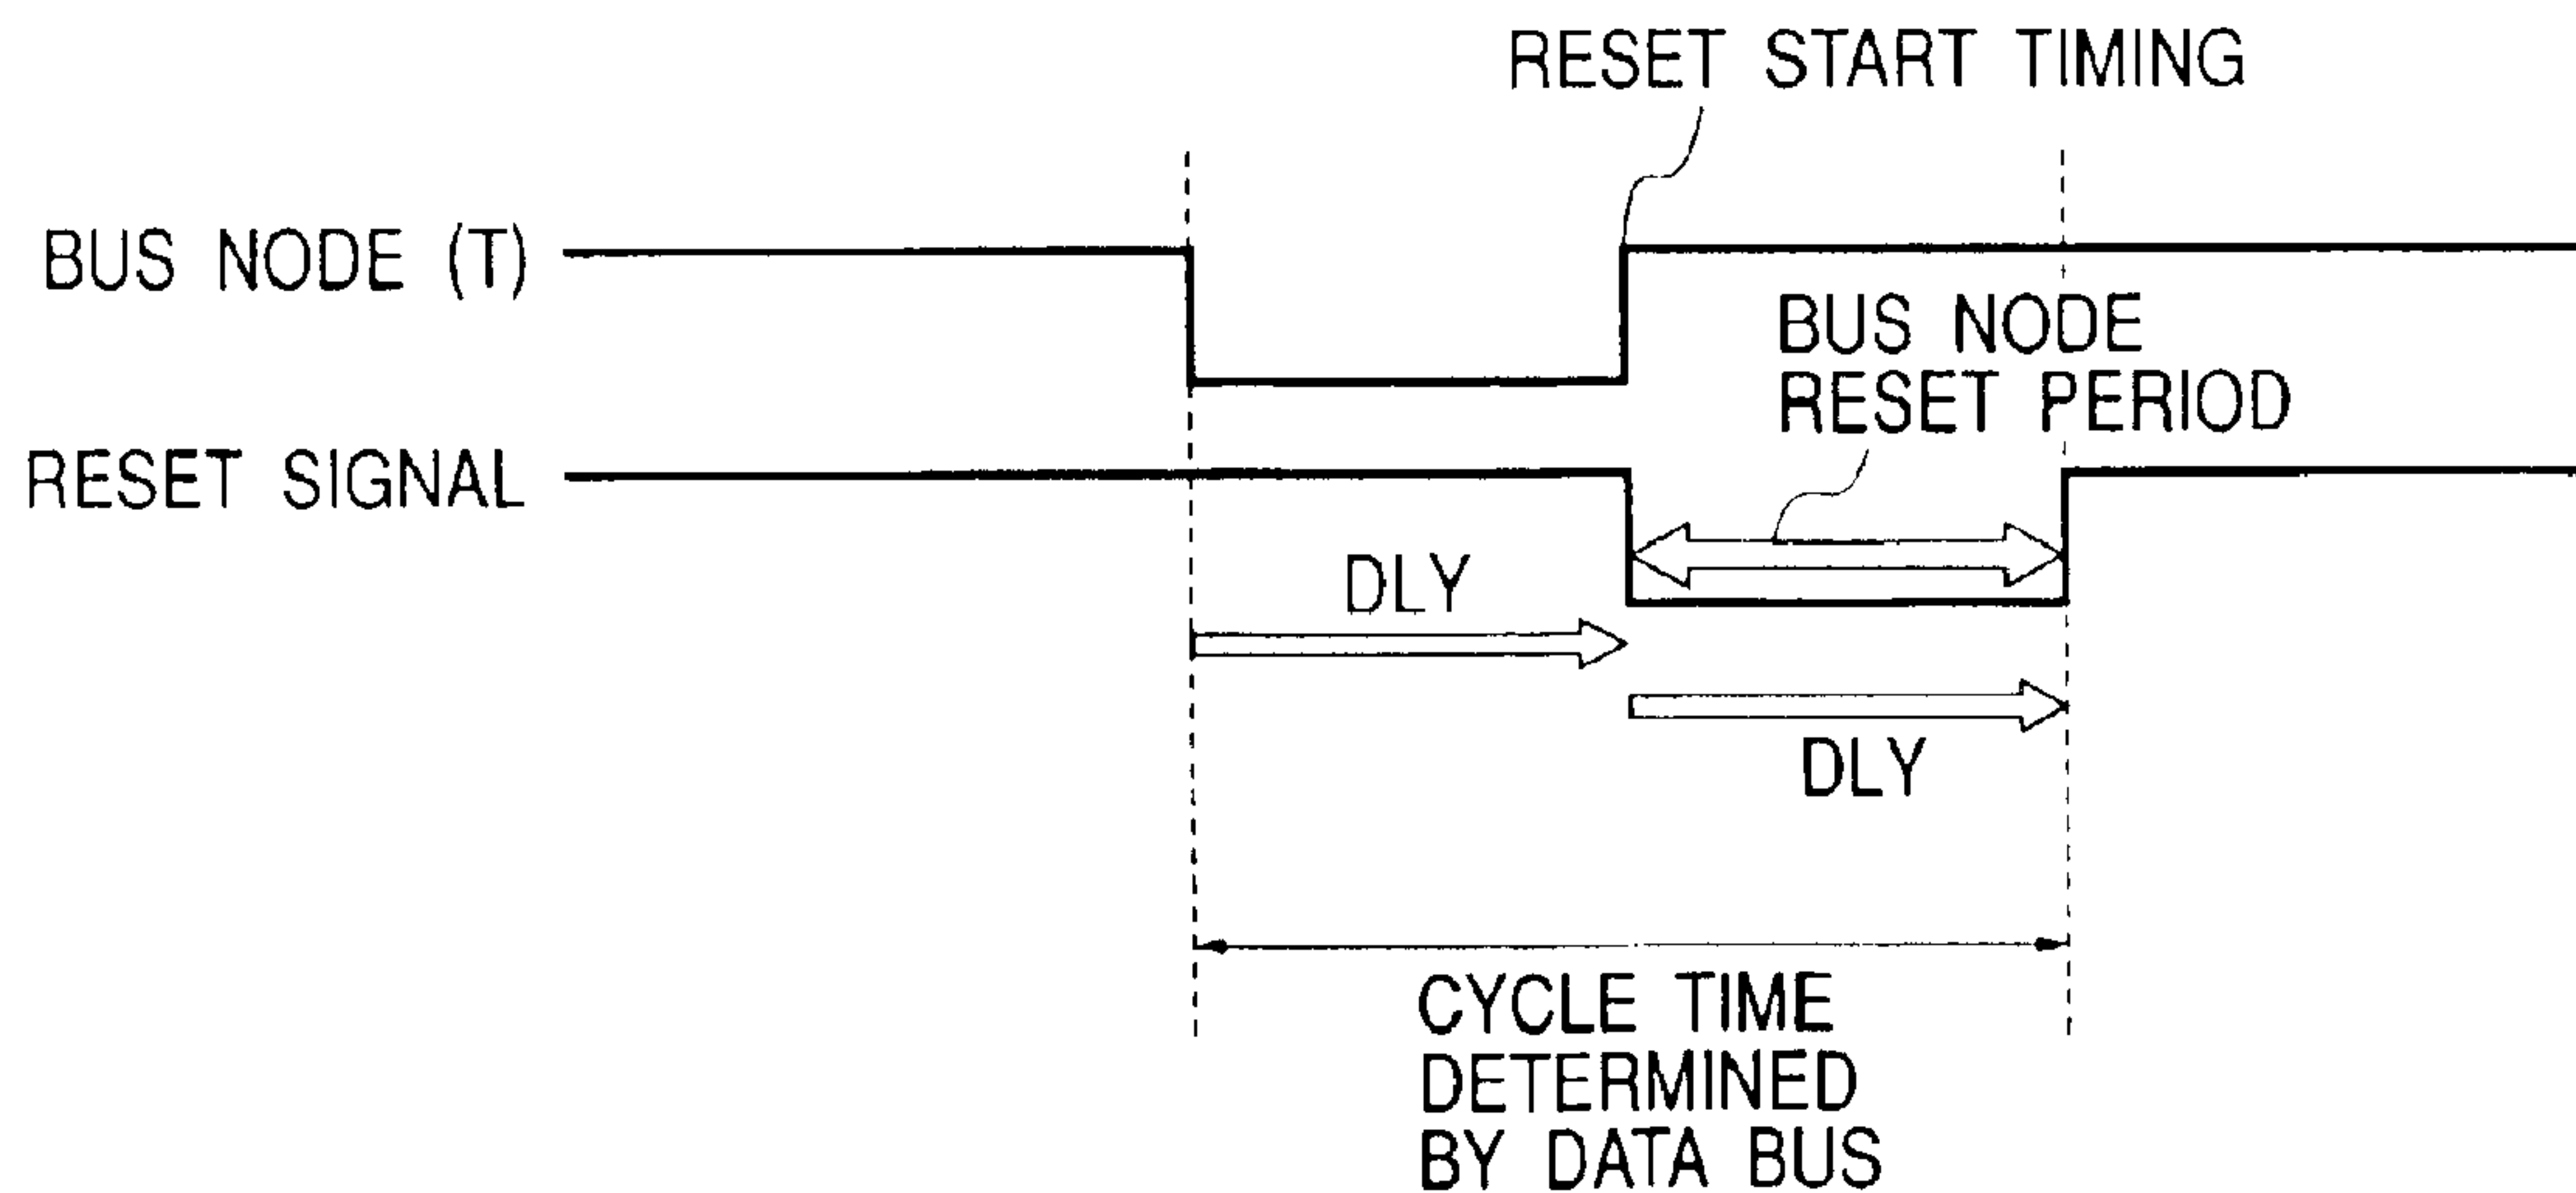 RESET START TIMING
BUS NODE (T)
BUS NODE
RESET PERIOD
RESET SIGNAL
DLY
DLY
CYCLE TIME
DETERMINED
BY DATA BUS